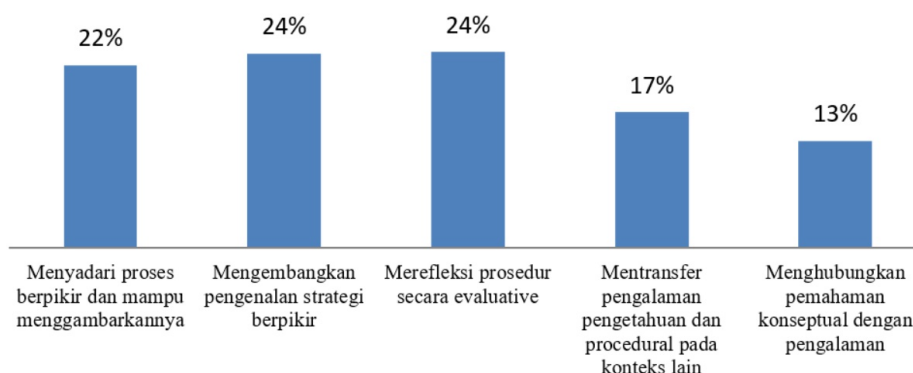 22%
24%
24%
17%
13%
Menyadari proses
berpikir dan mampu
menggambarkannya
Mengembangkan
pengenalan strategi
berpikir
Merefleksi prosedur
secara evaluative
Mentransfer
pengalaman
pengetahuan dan
procedural pada
konteks lain
Menghubungkan
pemahaman
konseptual dengan
pengalaman